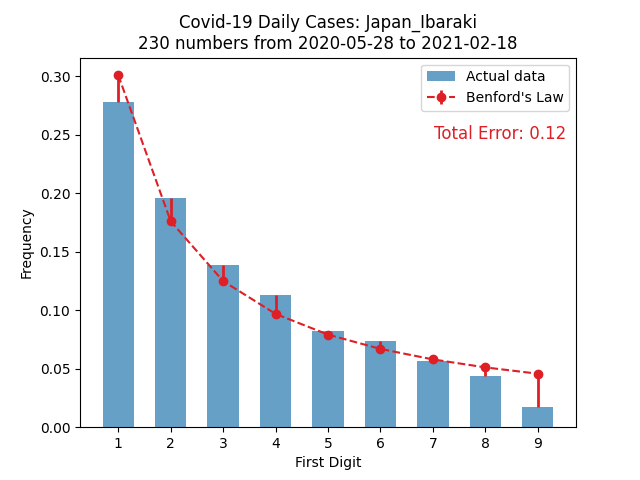 Covid-19 Daily Cases: Japan_Ibaraki
230 numbers from 2020-05-28 to 2021-02-18
Actual data
Benford's Law
Total Error: 0.12
Frequency
0.30
0.25
0.20
0.15
0.10
0.05
0.00
1 2 3 4 5 6 7 8 9
First Digit